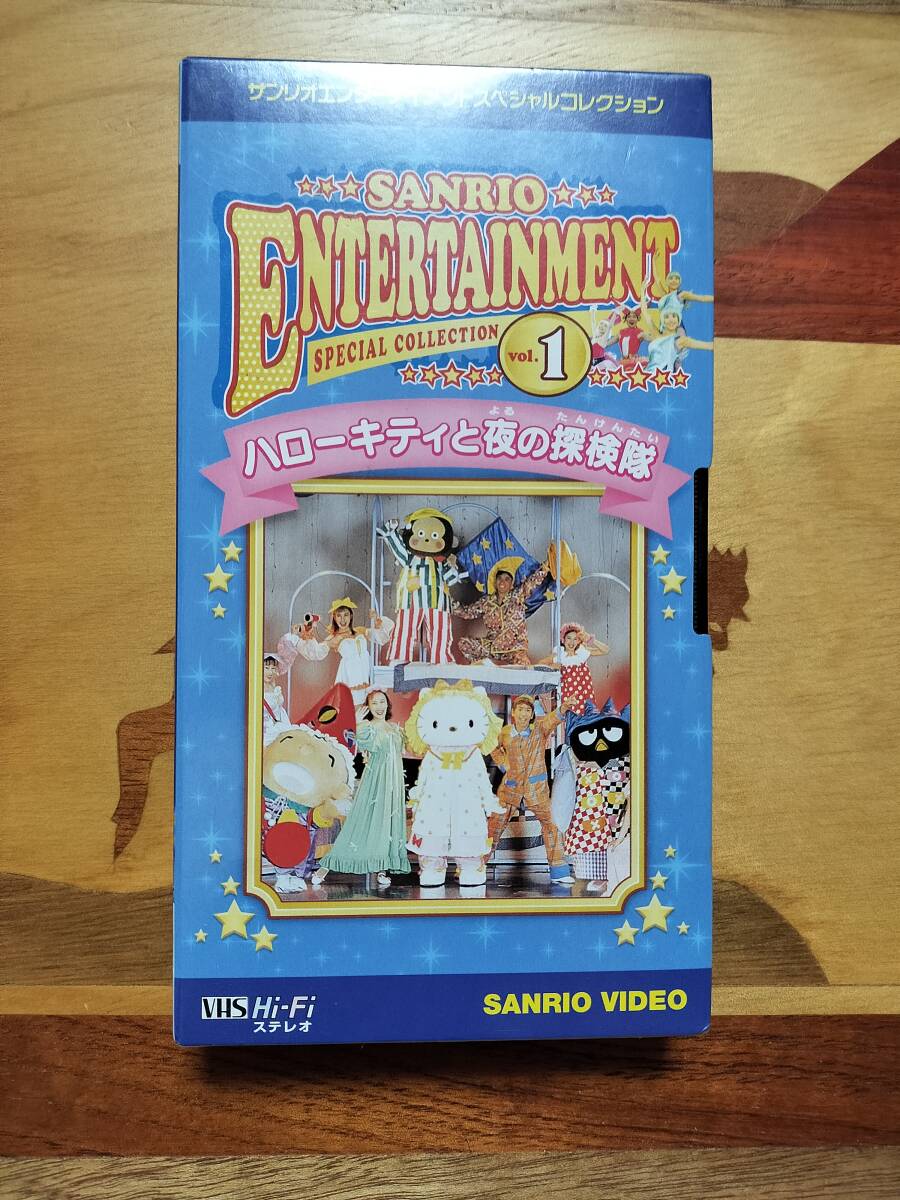 サンリオエンターテイメントスペシャルコレクション
SANRIO
ENTERTAINMENT
SPECIAL COLLECTION
vol. 1
よる たんけんたい
ハローキティと夜の探検隊
VHS Hi-Fi
ステレオ
SANRIO VIDEO